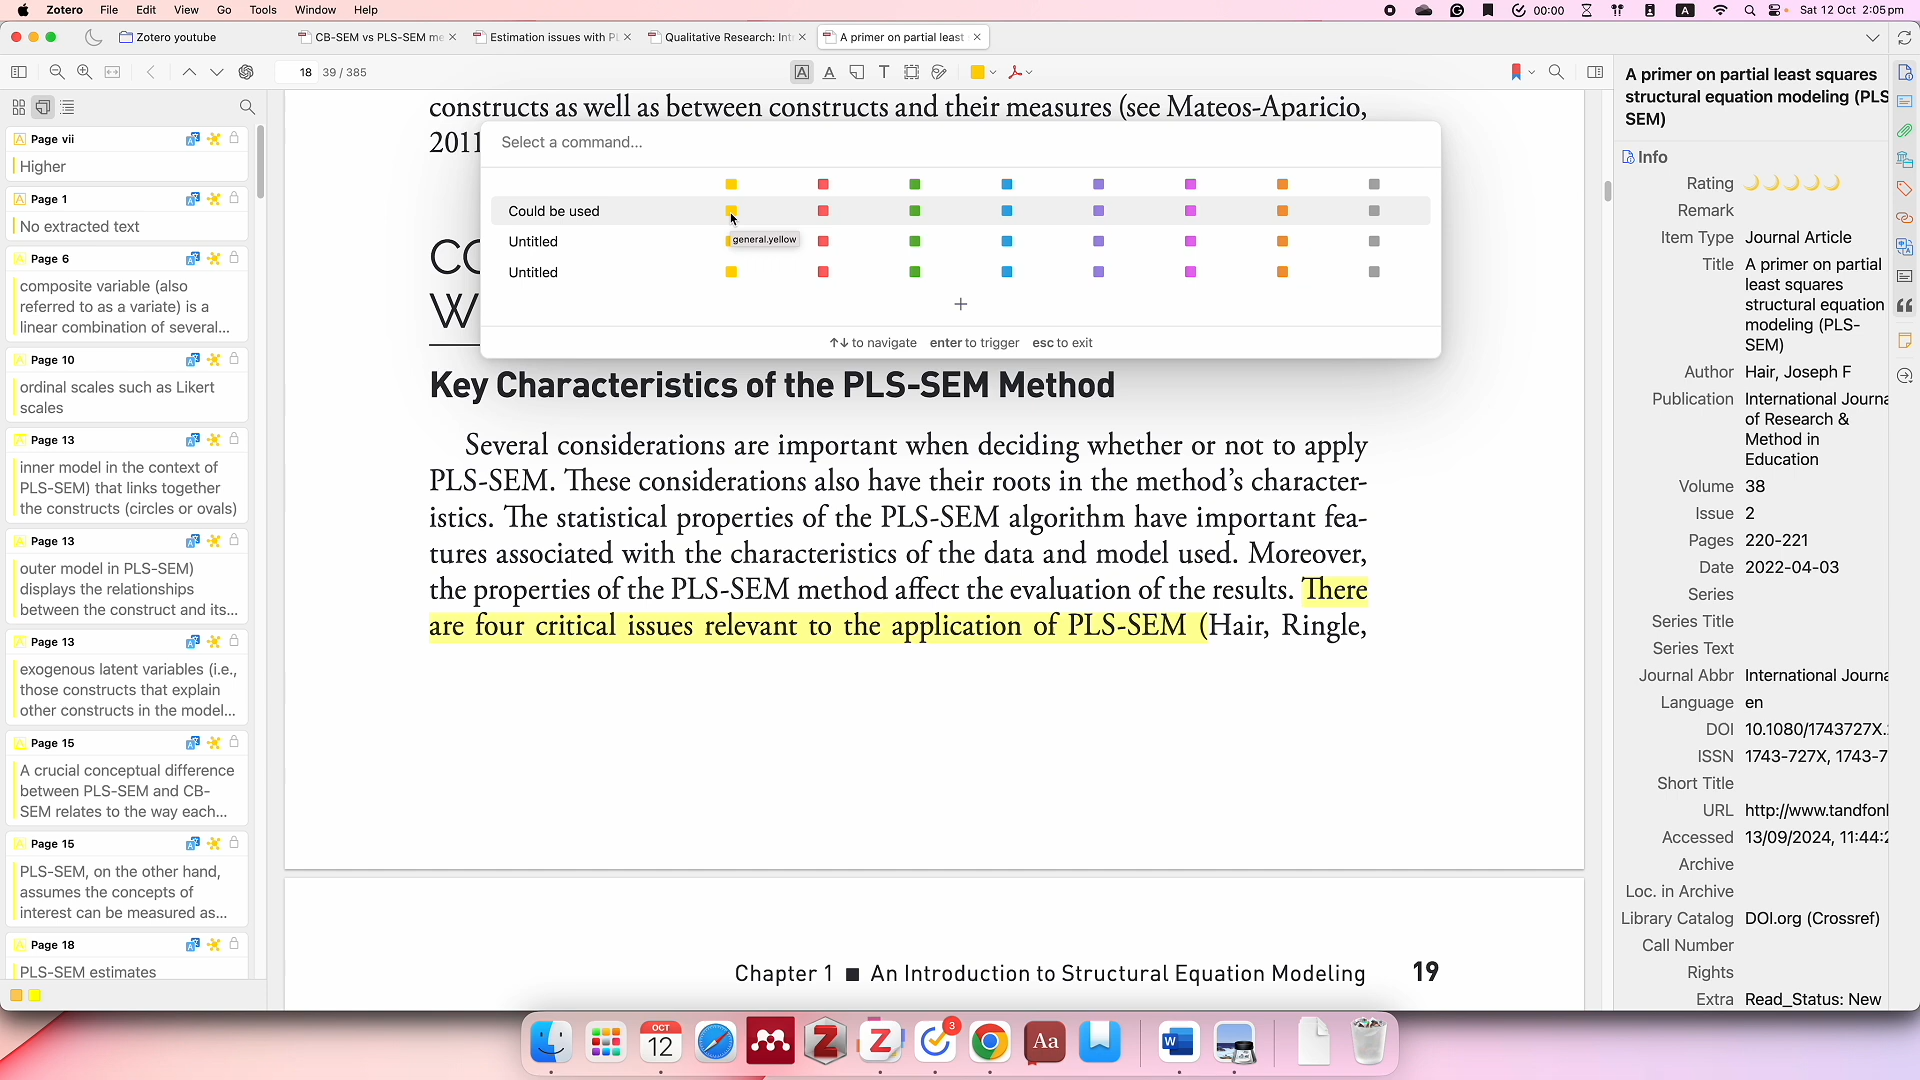 Zotero File Edit View Go Tools Window Help
00:00 A Sat 12 Oct 2:05 pm
Zotero youtube
CB-SEM vs PLS-SEM me
Estimation issues with PL
Qualitative Research: Int
A primer on partial least
18 39 / 385
Page vii
Higher
Page 1
No extracted text
Page 6
composite variable (also
referred to as a variate) is a
linear combination of several...
Page 10
ordinal scales such as Likert
scales
Page 13
inner model in the context of
PLS-SEM) that links together
the constructs (circles or ovals)
Page 13
outer model in PLS-SEM)
displays the relationships
between the construct and its...
Page 13
exogenous latent variables (i.e.,
those constructs that explain
other constructs in the model...
Page 15
A crucial conceptual difference
between PLS-SEM and CB-
SEM relates to the way each...
Page 15
PLS-SEM, on the other hand,
assumes the concepts of
interest can be measured as...
Page 18
PLS-SEM estimates
constructs as well as between constructs and their measures (see Mateos-Aparicio,
2011
CO
W
Select a command...
Could be used
general.yellow
Untitled
Untitled
+
↑↓ to navigate enter to trigger esc to exit
Key Characteristics of the PLS-SEM Method
Several considerations are important when deciding whether or not to apply
PLS-SEM. These considerations also have their roots in the method's character-
istics. The statistical properties of the PLS-SEM algorithm have important fea-
tures associated with the characteristics of the data and model used. Moreover,
the properties of the PLS-SEM method affect the evaluation of the results. There
are four critical issues relevant to the application of PLS-SEM (Hair, Ringle,
Chapter 1 ■ An Introduction to Structural Equation Modeling 19
A primer on partial least squares
structural equation modeling (PLS
SEM)
Info
Rating
Remark
Item Type Journal Article
Title A primer on partial
least squares
structural equation
modeling (PLS-
SEM)
Author Hair, Joseph F
Publication International Journa
of Research &
Method in
Education
Volume 38
Issue 2
Pages 220-221
Date 2022-04-03
Series
Series Title
Series Text
Journal Abbr International Journa
Language en
DOI 10.1080/1743727X.
ISSN 1743-727X, 1743-7
Short Title
URL http://www.tandfonl
Accessed 13/09/2024, 11:44:2
Archive
Loc. in Archive
Library Catalog DOI.org (Crossref)
Call Number
Rights
Extra Read_Status: New
OCT
12
Z
Z
3
Aa
W